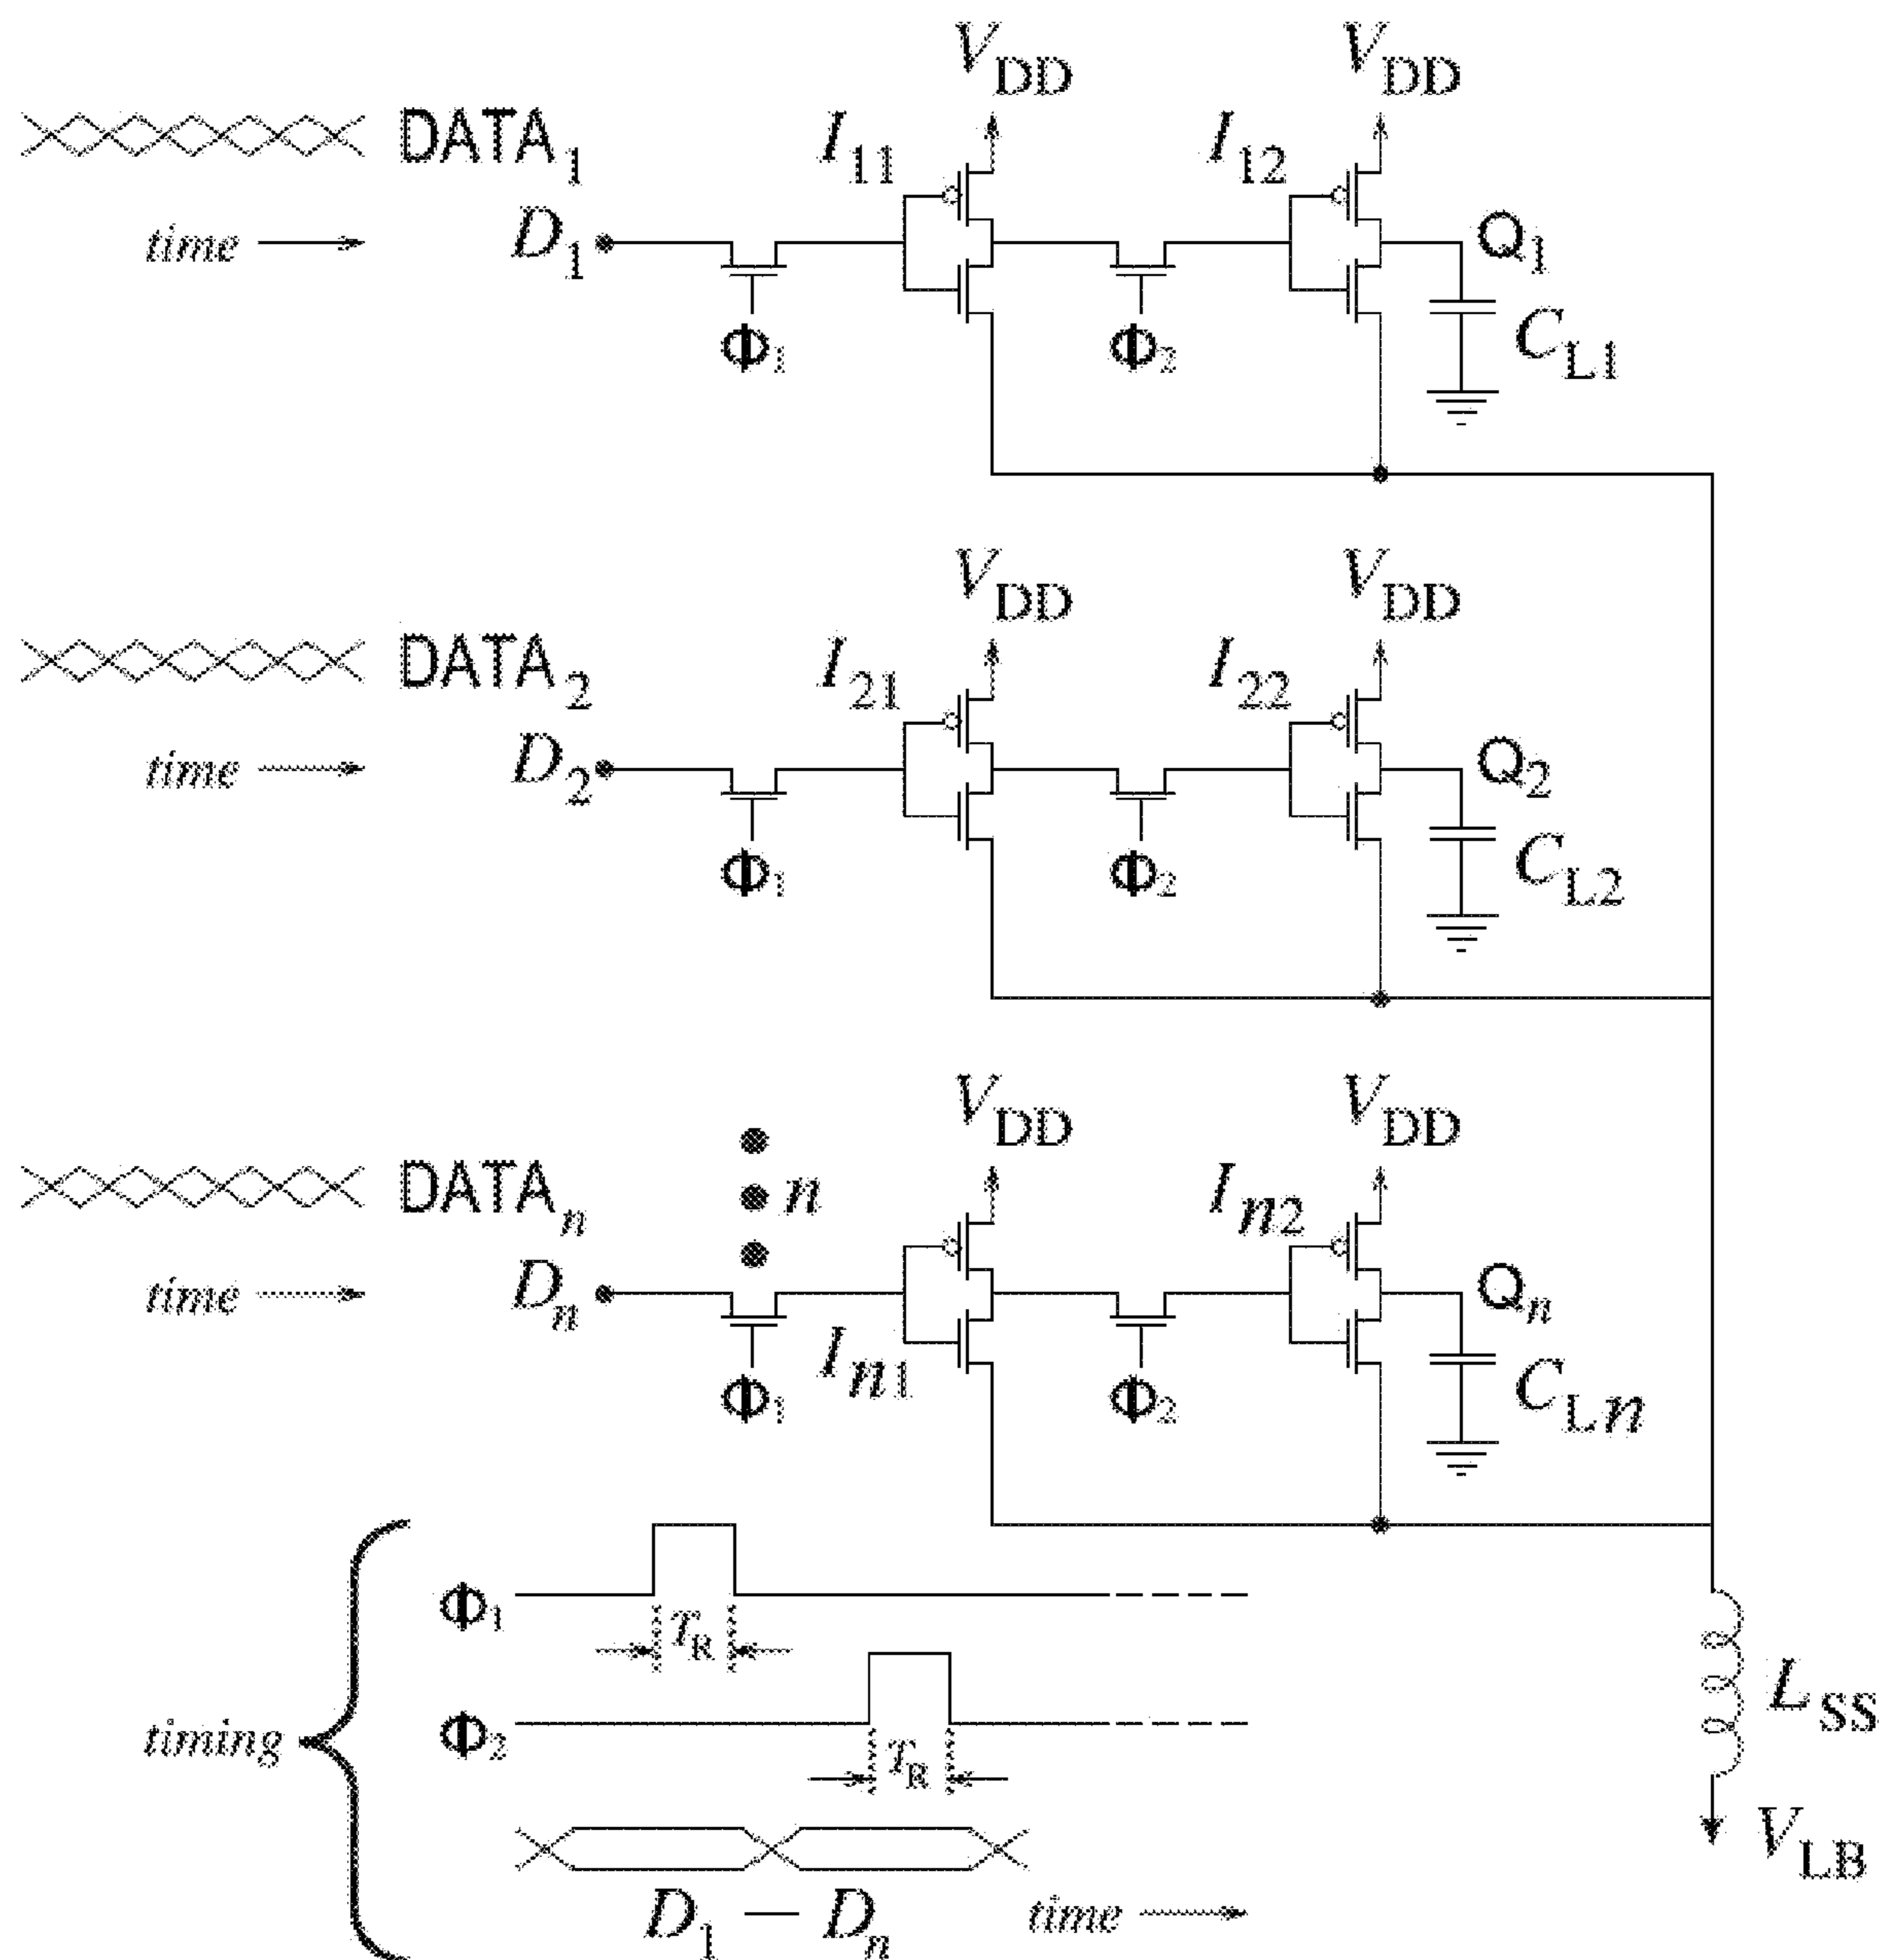 V_DD V_DD
DATA_1 I_11 I_12
time D_1 Q_1
Φ_1 Φ_2 C_L1
V_DD V_DD
DATA_2 I_21 I_22
time D_2 Q_2
Φ_1 Φ_2 C_L2
V_DD V_DD
DATA_n n I_n2
time D_n Q_n
I_n1
Φ_1 Φ_2 C_Ln
Φ_1 T_R
timing Φ_2 T_R
L_SS
V_LB
D_1 — D_n time